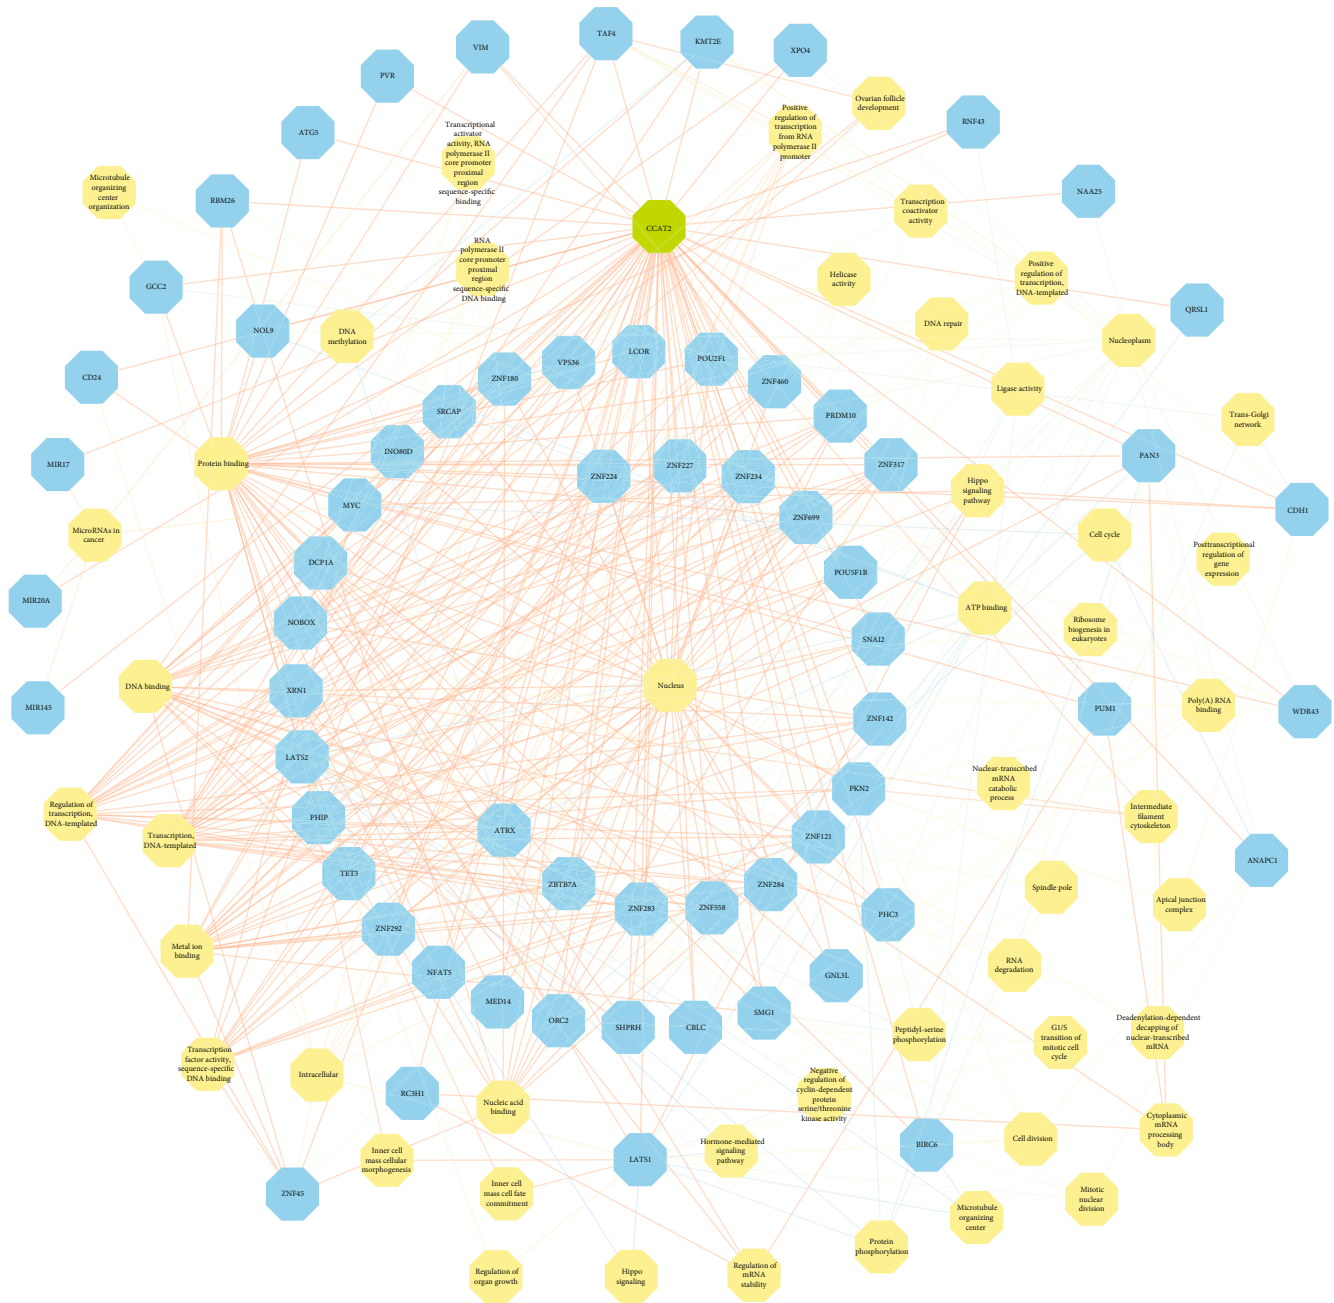 TAF4
KMT2E
VIM
XPO4
PVR
Ovarian follicle
development
Positive
regulation of
transcription
from RNA
polymerase II
promoter
RNF43
ATG5
Transcriptional
activator
activity, RNA
polymerase II
core promoter
proximal
region
sequence-specific
binding
Microtubule
organizing
center
organization
RBM26
NAA25
Transcription
coactivator
activity
CCAT2
RNA
polymerase II
core promoter
proximal
region
sequence-specific
DNA binding
Helicase
activity
Positive
regulation of
transcription,
DNA-templated
GCC2
QRSL1
NOL9
DNA
methylation
DNA repair
Nucleoplasm
LCOR
POU2F1
VPS36
ZNF180
ZNF460
CD24
Ligase activity
SRCAP
PRDM10
Trans-Golgi
network
INO80D
MIR17
Protein binding
ZNF224
ZNF227
ZNF234
ZNF317
PAN3
Hippo
signaling
pathway
MYC
CDH1
ZNF699
MicroRNAs in
cancer
Cell cycle
Posttranscriptional
regulation of
gene
expression
DCP1A
POU5F1B
MIR20A
ATP binding
NOBOX
Ribosome
biogenesis in
eukaryotes
SNAI2
DNA binding
XRN1
Nucleus
MIR145
ZNF142
PUM1
Poly(A) RNA
binding
WDR43
LATS2
Nuclear-transcribed
mRNA
catabolic
process
PKN2
Regulation of
transcription,
DNA-templated
PHIP
Intermediate
filament
cytoskeleton
Transcription,
DNA-templated
ATRX
ZNF121
ANAPC1
TET3
ZBTB7A
ZNF284
Spindle pole
ZNF283
ZNF558
PHC3
Apical junction
complex
ZNF292
Metal ion
binding
NFAT5
GNL3L
RNA
degradation
MED14
ORC2
SHPRH
CBLC
SMG1
Peptidyl-serine
phosphorylation
G1/S
transition of
mitotic cell
cycle
Deadenylation-dependent
decapping of
nuclear-transcribed
mRNA
Transcription
factor activity,
sequence-specific
DNA binding
Intracellular
RC3H1
Nucleic acid
binding
Negative
regulation of
cyclin-dependent
protein
serine/threonine
kinase activity
Cytoplasmic
mRNA
processing
body
Cell division
BIRC6
Hormone-mediated
signaling
pathway
Inner cell
mass cellular
morphogenesis
LATS1
ZNF45
Inner cell
mass cell fate
commitment
Mitotic
nuclear
division
Microtubule
organizing
center
Protein
phosphorylation
Regulation of
organ growth
Hippo
signaling
Regulation of
mRNA
stability